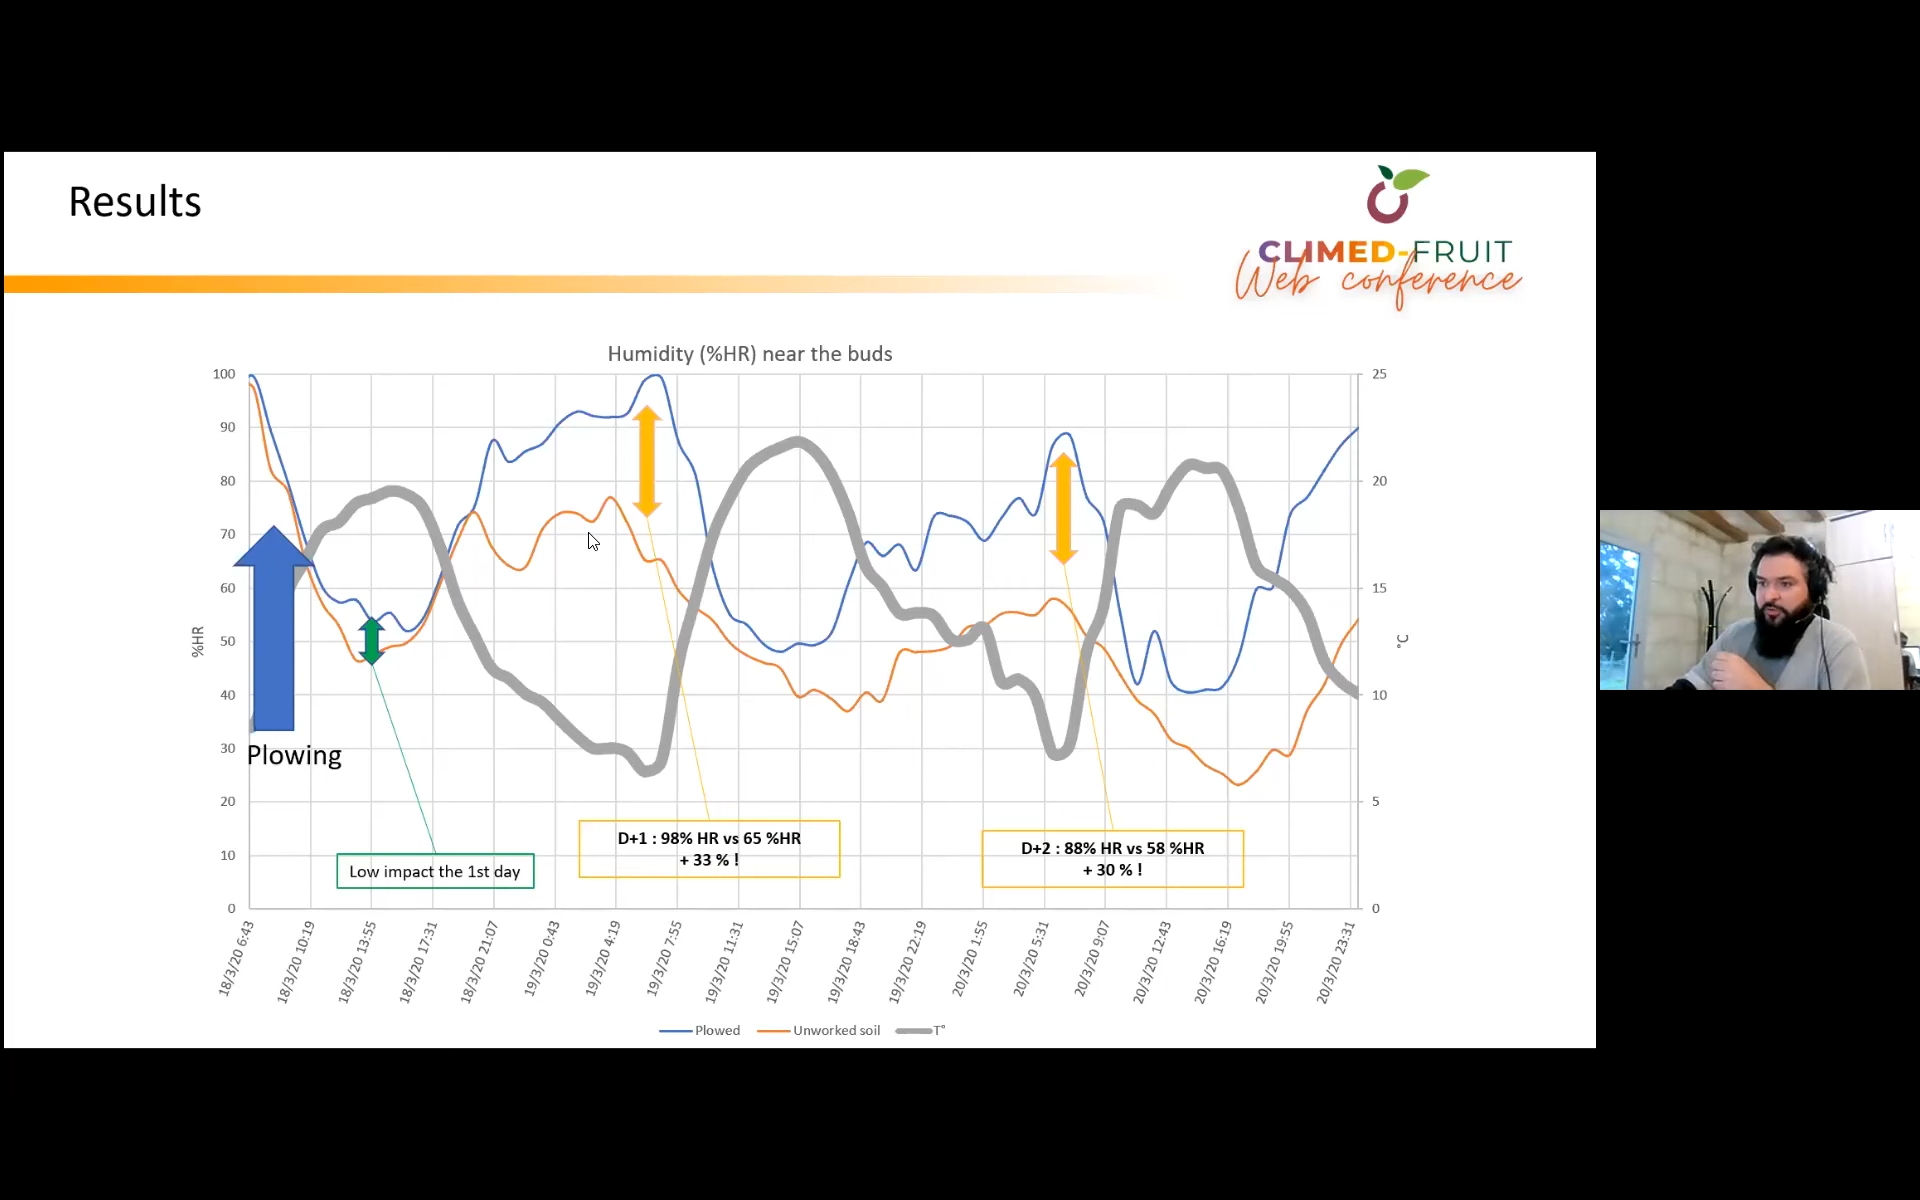 Results
CLIMED-FRUIT
Web conference
Humidity (%HR) near the buds
100
90
80
70
60
50
40
30
20
10
0
%HR
25
20
15
10
5
0
°C
Plowing
Low impact the 1st day
D+1 : 98% HR vs 65 %HR
+ 33 % !
D+2 : 88% HR vs 58 %HR
+ 30 % !
18/3/20 6:43
18/3/20 10:19
18/3/20 13:55
18/3/20 17:31
18/3/20 21:07
19/3/20 0:43
19/3/20 4:19
19/3/20 7:55
19/3/20 11:31
19/3/20 15:07
19/3/20 18:43
19/3/20 22:19
20/3/20 1:55
20/3/20 5:31
20/3/20 9:07
20/3/20 12:43
20/3/20 16:19
20/3/20 19:55
20/3/20 23:31
Plowed
Unworked soil
T°